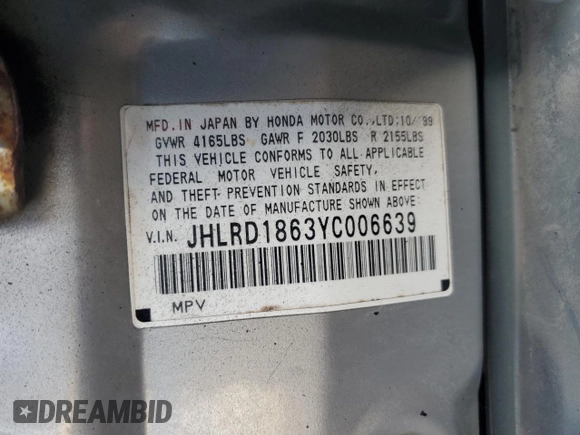 MFD.IN JAPAN BY HONDA MOTOR CO.,LTD:10/'99
GVWR 4165LBS GAWR F 2030LBS R 2155LBS
THIS VEHICLE CONFORMS TO ALL APPLICABLE
FEDERAL MOTOR VEHICLE SAFETY,
AND THEFT PREVENTION STANDARDS IN EFFECT
ON THE DATE OF MANUFACTURE SHOWN ABOVE.
V.I.N. JHLRD1863YC006639
MPV
DREAMBID